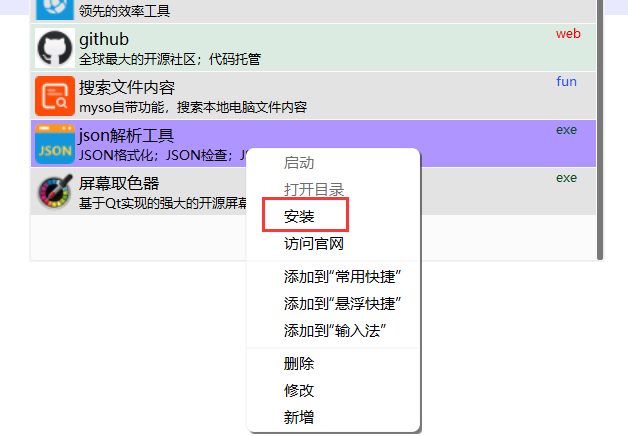 领先的效率工具
github
web
全球最大的开源社区；代码托管
搜索文件内容
fun
myso自带功能，搜索本地电脑文件内容
json解析工具
exe
JSON
JSON格式化；JSON检查；J
屏幕取色器
exe
基于Qt实现的强大的开源屏幕
启动
打开目录
安装
访问官网
添加到“常用快捷”
添加到“悬浮快捷”
添加到“输入法”
删除
修改
新增